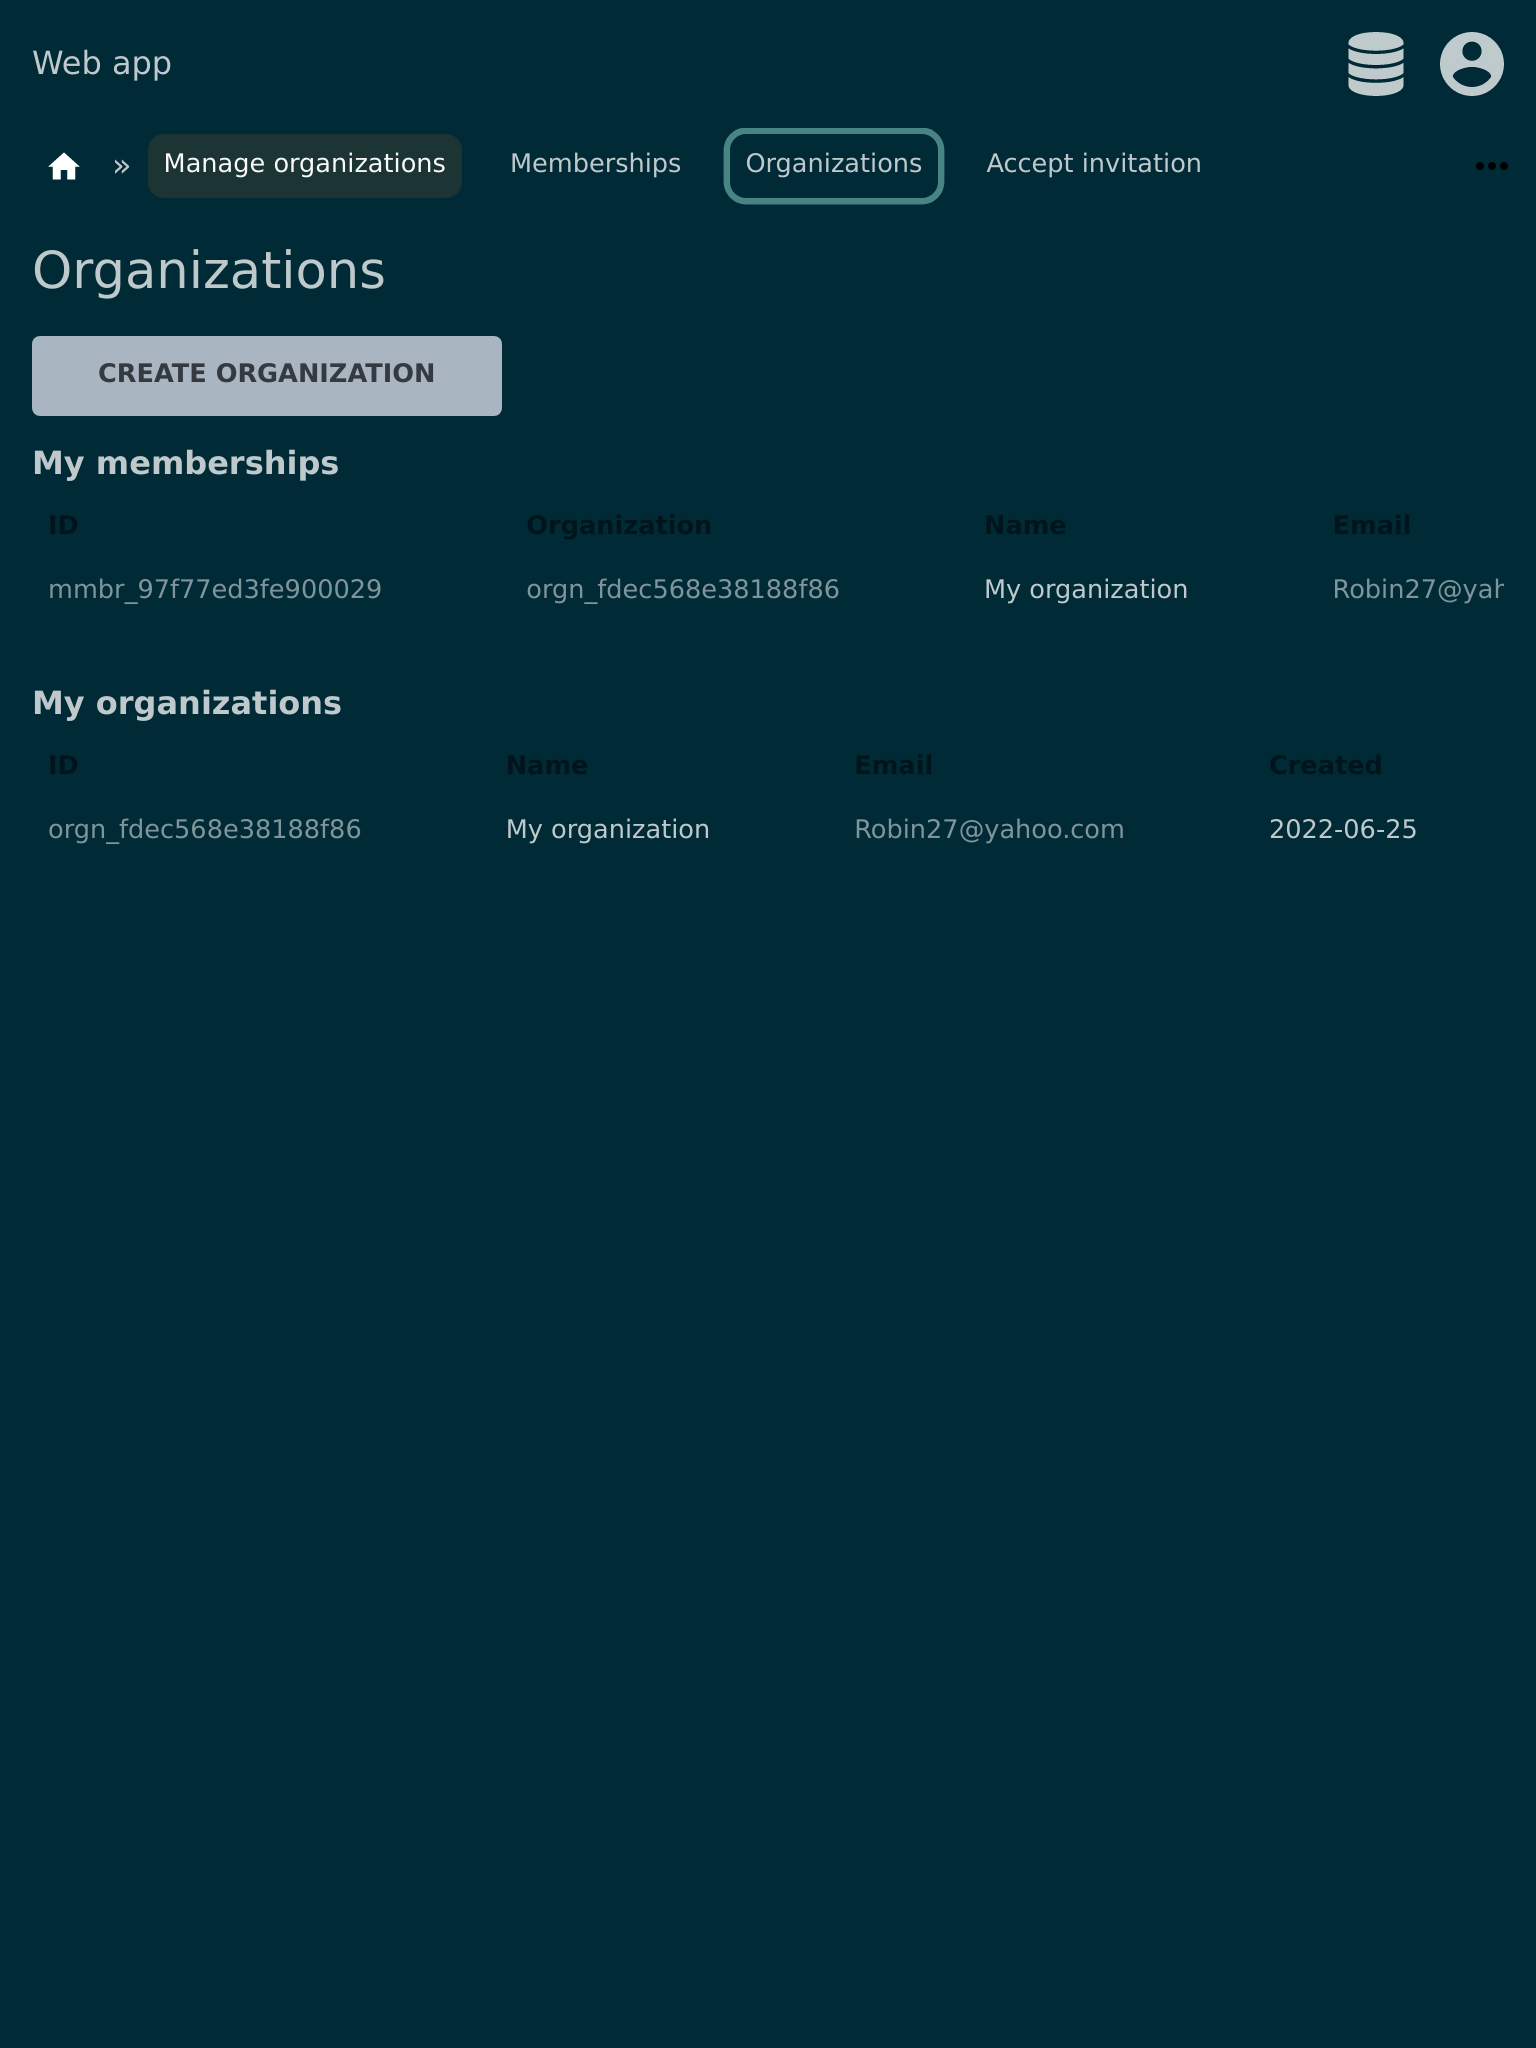 Web app
» Manage organizations Memberships Organizations Accept invitation
Organizations
CREATE ORGANIZATION
My memberships
ID Organization Name Email
mmbr_97f77ed3fe900029 orgn_fdec568e38188f86 My organization Robin27@yah
My organizations
ID Name Email Created
orgn_fdec568e38188f86 My organization Robin27@yahoo.com 2022-06-25